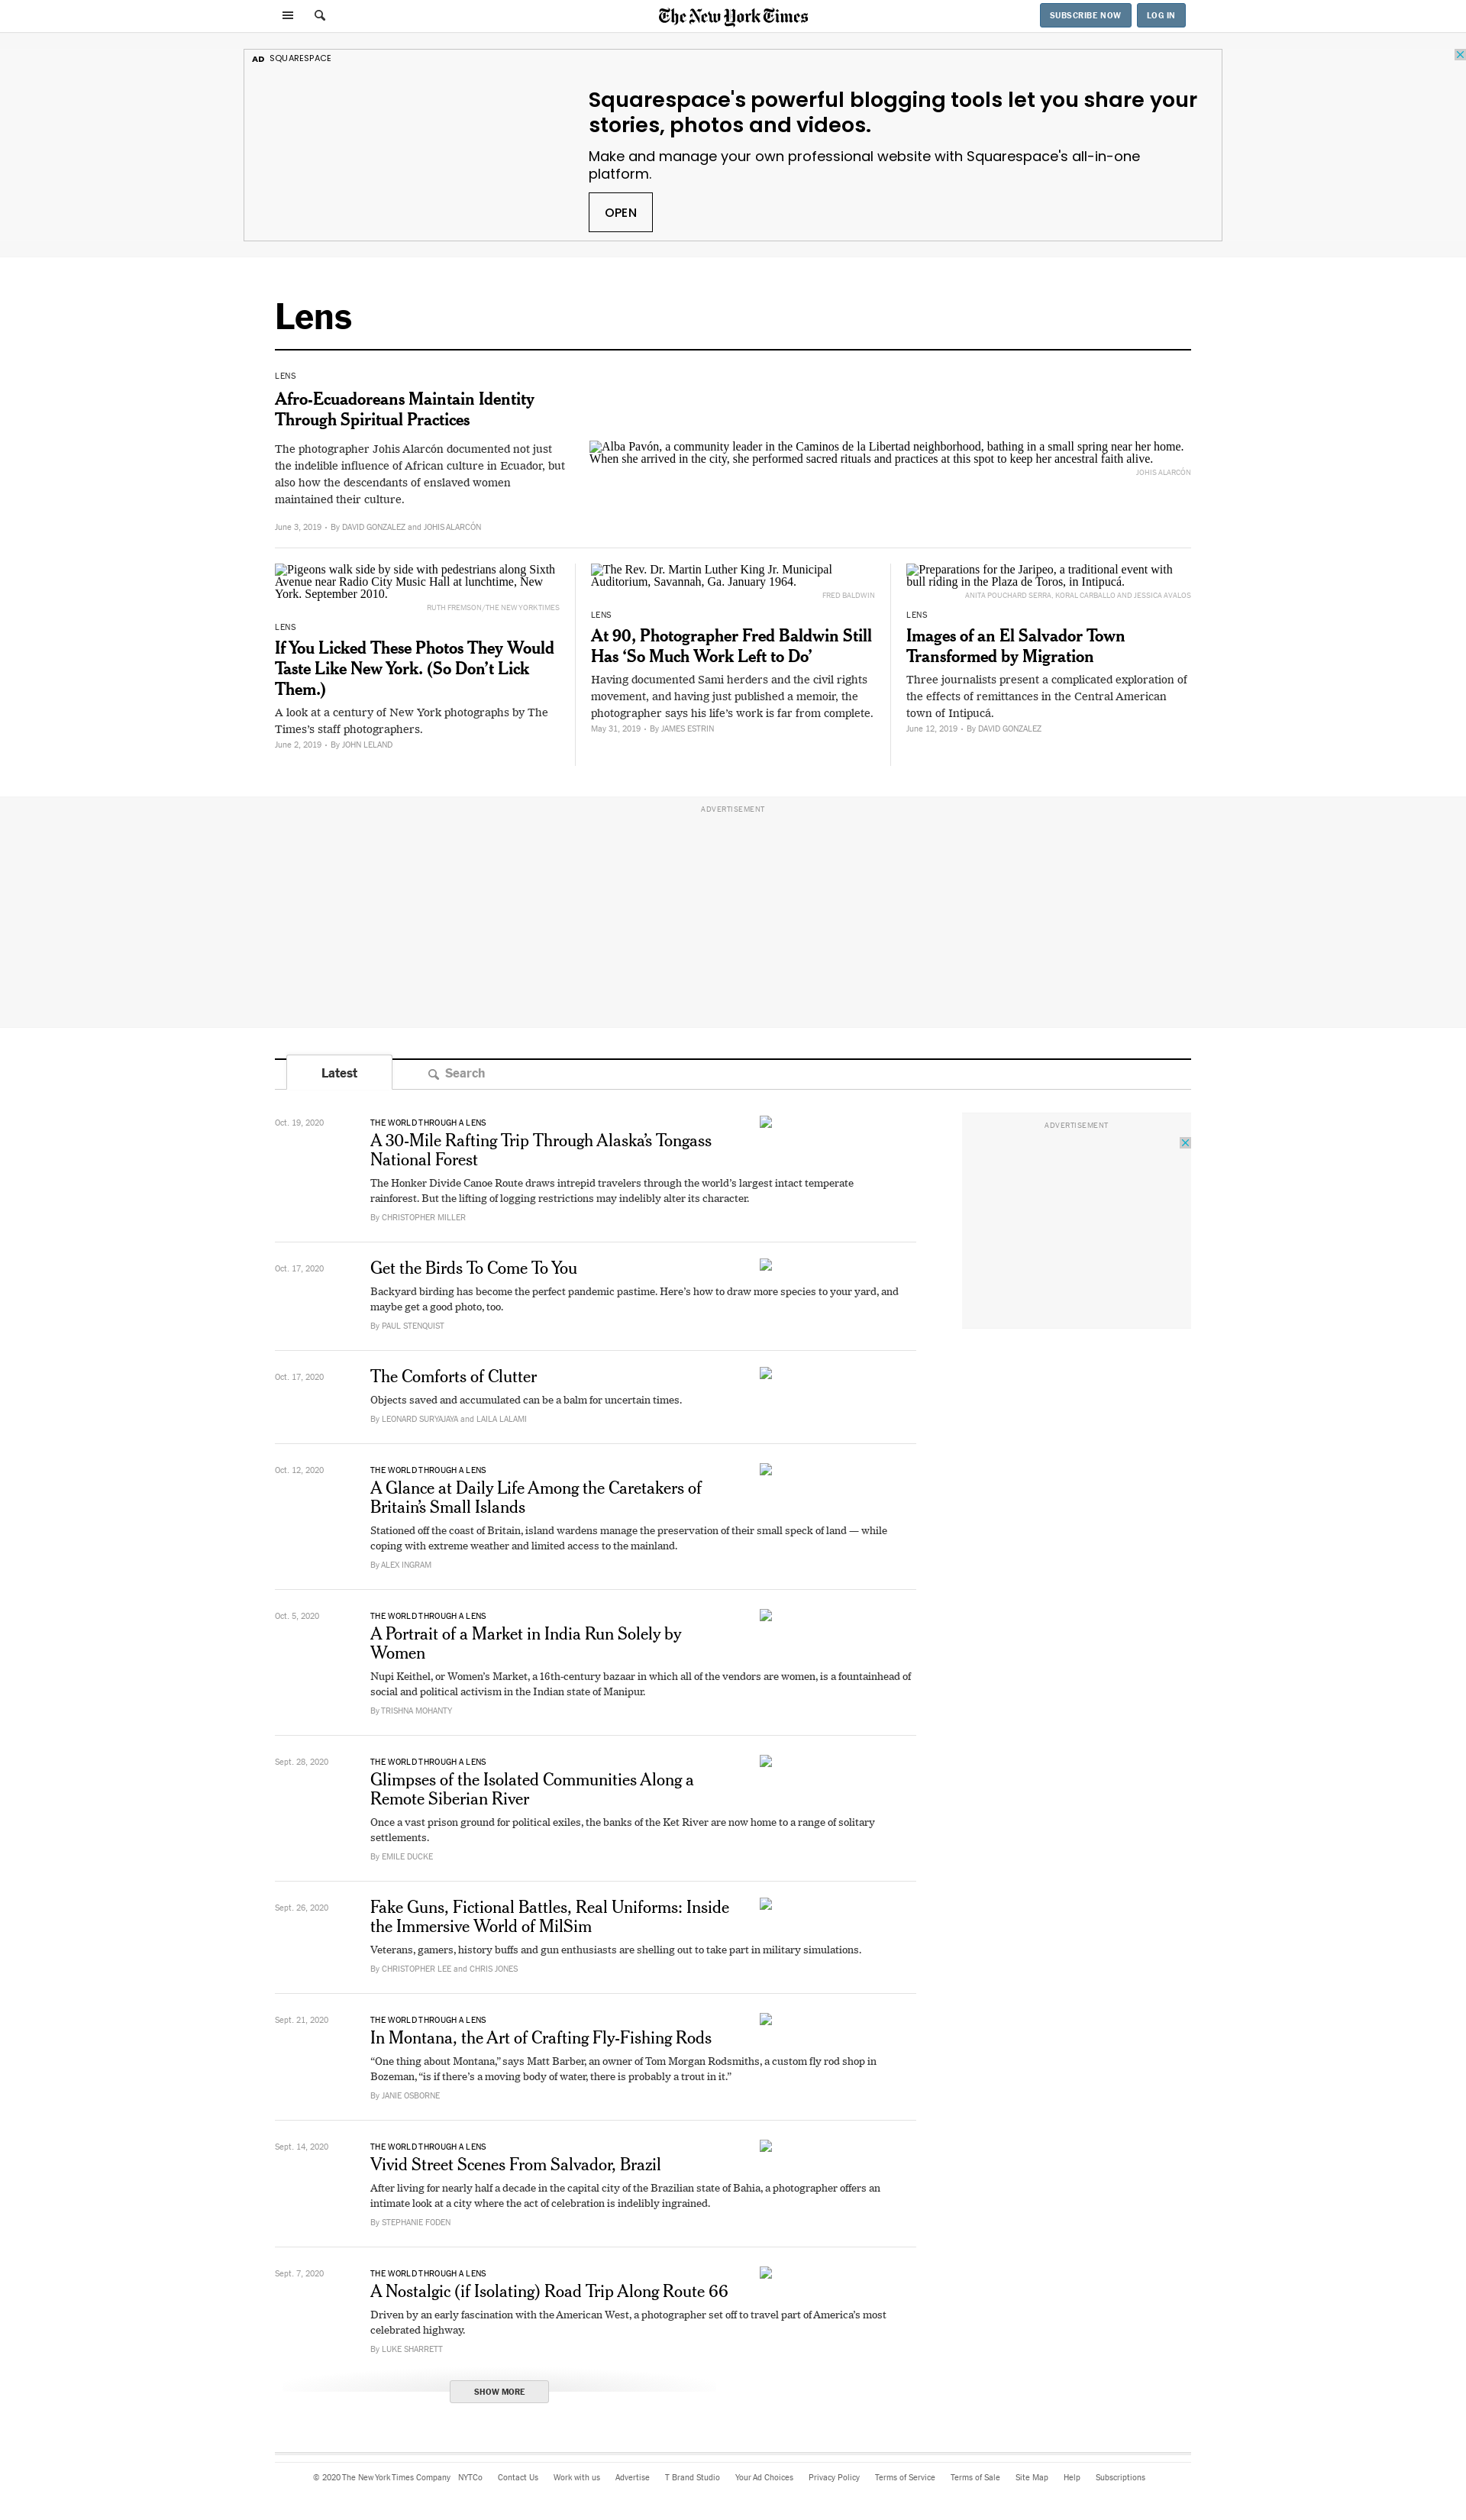 The New York Times
SUBSCRIBE NOW
LOG IN
AD SQUARESPACE
Squarespace's powerful blogging tools let you share your
stories, photos and videos.
Make and manage your own professional website with Squarespace's all-in-one
platform.
OPEN
Lens
LENS
Afro-Ecuadoreans Maintain Identity
Through Spiritual Practices
The photographer Johis Alarcón documented not just
the indelible influence of African culture in Ecuador, but
also how the descendants of enslaved women
maintained their culture.
June 3, 2019 • By DAVID GONZALEZ and JOHIS ALARCÓN
Alba Pavón, a community leader in the Caminos de la Libertad neighborhood, bathing in a small spring near her home.
When she arrived in the city, she performed sacred rituals and practices at this spot to keep her ancestral faith alive.
JOHIS ALARCÓN
Pigeons walk side by side with pedestrians along Sixth
Avenue near Radio City Music Hall at lunchtime, New
York. September 2010.
RUTH FREMSON/THE NEW YORK TIMES
LENS
If You Licked These Photos They Would
Taste Like New York. (So Don’t Lick
Them.)
A look at a century of New York photographs by The
Times’s staff photographers.
June 2, 2019 • By JOHN LELAND
The Rev. Dr. Martin Luther King Jr. Municipal
Auditorium, Savannah, Ga. January 1964.
FRED BALDWIN
LENS
At 90, Photographer Fred Baldwin Still
Has ‘So Much Work Left to Do’
Having documented Sami herders and the civil rights
movement, and having just published a memoir, the
photographer says his life’s work is far from complete.
May 31, 2019 • By JAMES ESTRIN
Preparations for the Jaripeo, a traditional event with
bull riding in the Plaza de Toros, in Intipucá.
ANITA POUCHARD SERRA, KORAL CARBALLO AND JESSICA AVALOS
LENS
Images of an El Salvador Town
Transformed by Migration
Three journalists present a complicated exploration of
the effects of remittances in the Central American
town of Intipucá.
June 12, 2019 • By DAVID GONZALEZ
ADVERTISEMENT
Latest
Search
ADVERTISEMENT
Oct. 19, 2020
THE WORLD THROUGH A LENS
A 30-Mile Rafting Trip Through Alaska’s Tongass
National Forest
The Honker Divide Canoe Route draws intrepid travelers through the world’s largest intact temperate
rainforest. But the lifting of logging restrictions may indelibly alter its character.
By CHRISTOPHER MILLER
Oct. 17, 2020
Get the Birds To Come To You
Backyard birding has become the perfect pandemic pastime. Here’s how to draw more species to your yard, and
maybe get a good photo, too.
By PAUL STENQUIST
Oct. 17, 2020
The Comforts of Clutter
Objects saved and accumulated can be a balm for uncertain times.
By LEONARD SURYAJAYA and LAILA LALAMI
Oct. 12, 2020
THE WORLD THROUGH A LENS
A Glance at Daily Life Among the Caretakers of
Britain’s Small Islands
Stationed off the coast of Britain, island wardens manage the preservation of their small speck of land — while
coping with extreme weather and limited access to the mainland.
By ALEX INGRAM
Oct. 5, 2020
THE WORLD THROUGH A LENS
A Portrait of a Market in India Run Solely by
Women
Nupi Keithel, or Women’s Market, a 16th-century bazaar in which all of the vendors are women, is a fountainhead of
social and political activism in the Indian state of Manipur.
By TRISHNA MOHANTY
Sept. 28, 2020
THE WORLD THROUGH A LENS
Glimpses of the Isolated Communities Along a
Remote Siberian River
Once a vast prison ground for political exiles, the banks of the Ket River are now home to a range of solitary
settlements.
By EMILE DUCKE
Sept. 26, 2020
Fake Guns, Fictional Battles, Real Uniforms: Inside
the Immersive World of MilSim
Veterans, gamers, history buffs and gun enthusiasts are shelling out to take part in military simulations.
By CHRISTOPHER LEE and CHRIS JONES
Sept. 21, 2020
THE WORLD THROUGH A LENS
In Montana, the Art of Crafting Fly-Fishing Rods
“One thing about Montana,” says Matt Barber, an owner of Tom Morgan Rodsmiths, a custom fly rod shop in
Bozeman, “is if there’s a moving body of water, there is probably a trout in it.”
By JANIE OSBORNE
Sept. 14, 2020
THE WORLD THROUGH A LENS
Vivid Street Scenes From Salvador, Brazil
After living for nearly half a decade in the capital city of the Brazilian state of Bahia, a photographer offers an
intimate look at a city where the act of celebration is indelibly ingrained.
By STEPHANIE FODEN
Sept. 7, 2020
THE WORLD THROUGH A LENS
A Nostalgic (if Isolating) Road Trip Along Route 66
Driven by an early fascination with the American West, a photographer set off to travel part of America’s most
celebrated highway.
By LUKE SHARRETT
SHOW MORE
© 2020 The New York Times Company NYTCo Contact Us Work with us Advertise T Brand Studio Your Ad Choices Privacy Policy Terms of Service Terms of Sale Site Map Help Subscriptions